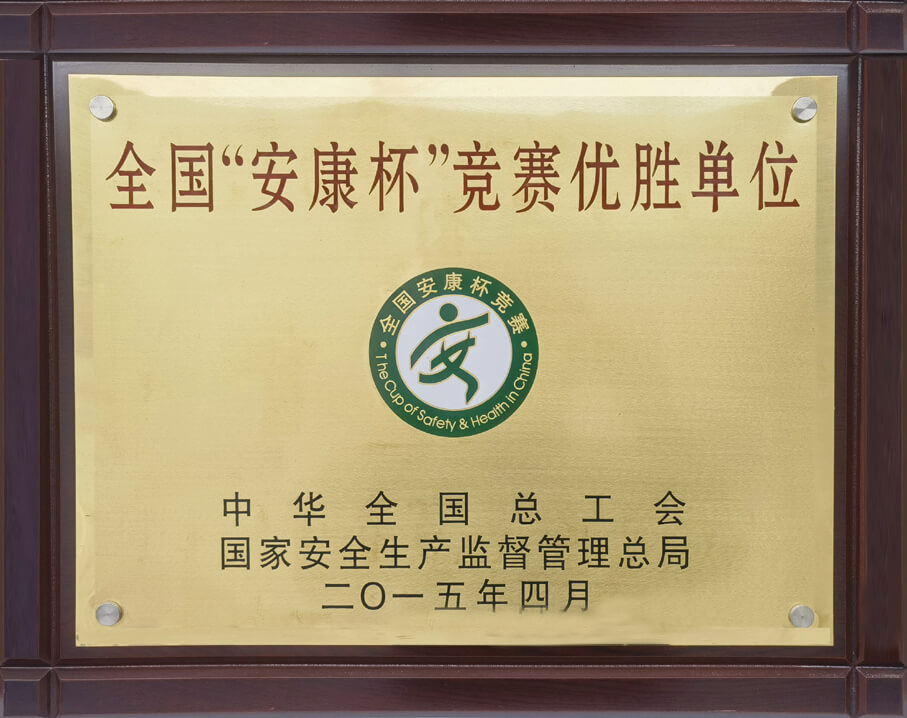 全国“安康杯”竞赛优胜单位
·全国安康杯竞赛·
The Cup of Safety & Health in China
中华全国总工会
国家安全生产监督管理总局
二〇一五年四月